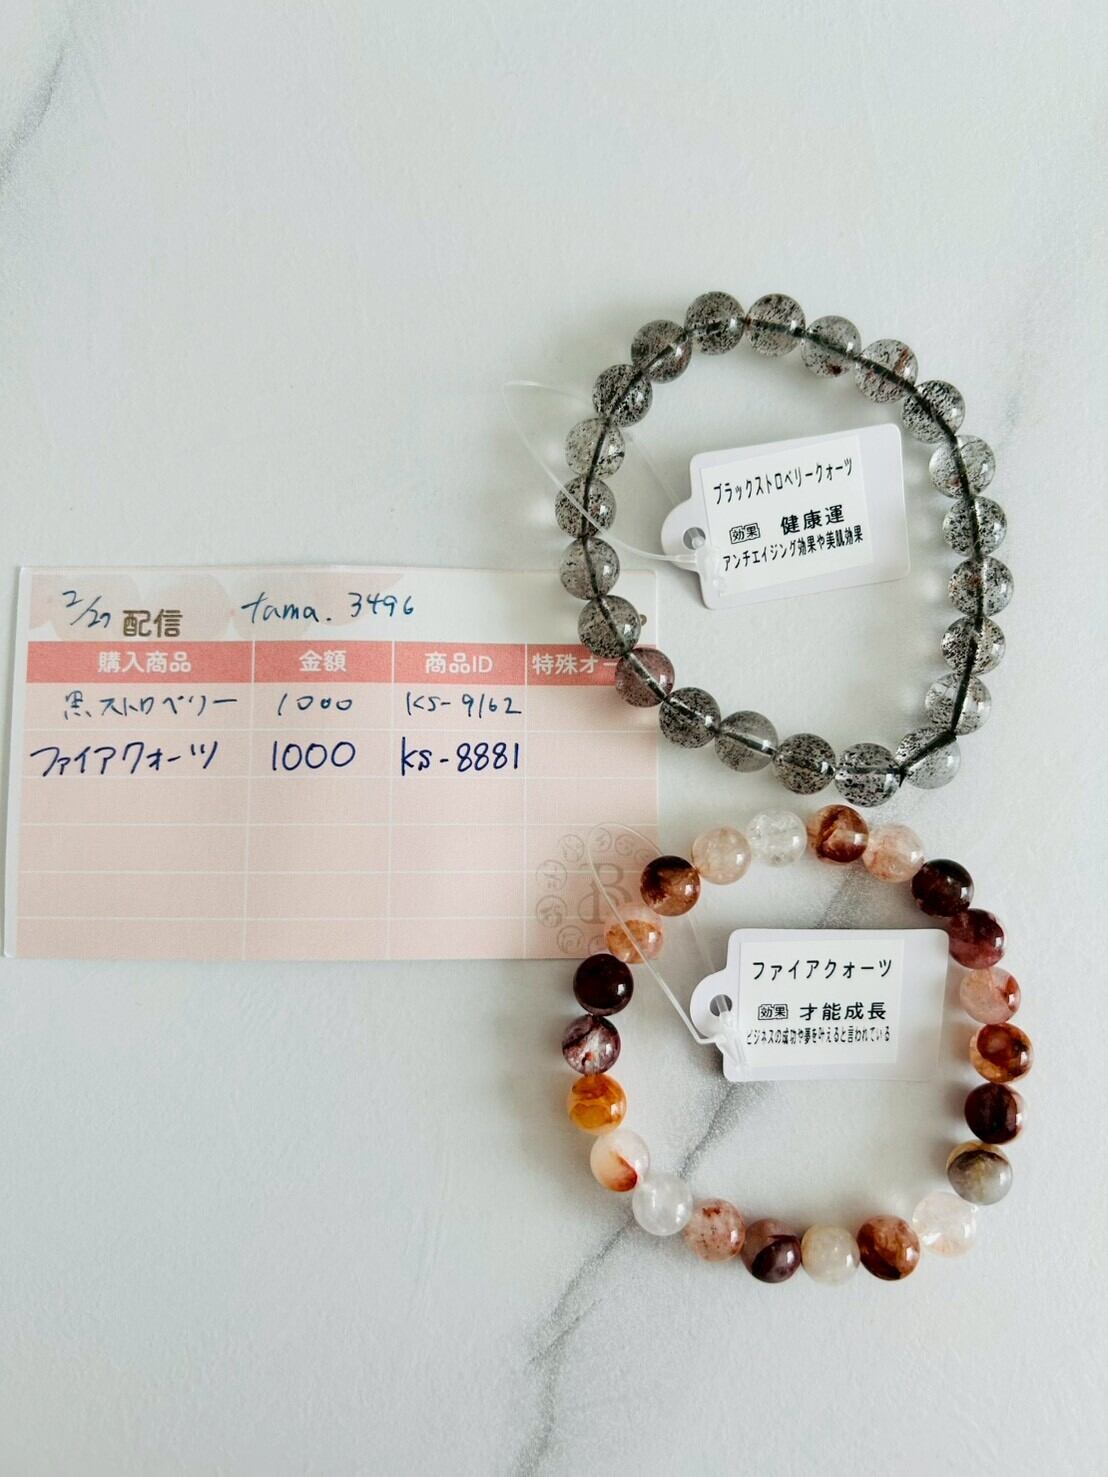 2/27 配信 tama. 3496
購入商品 金額 商品ID 特殊オー
黒ストロベリー 1000 KS-9162
ファイアクォーツ 1000 ks-8881
ブラックストロベリークォーツ
効果 健康運
アンチエイジング効果や美肌効果
ファイアクォーツ
効果 才能成長
ビジネスの成功や夢を叶えると言われている
B